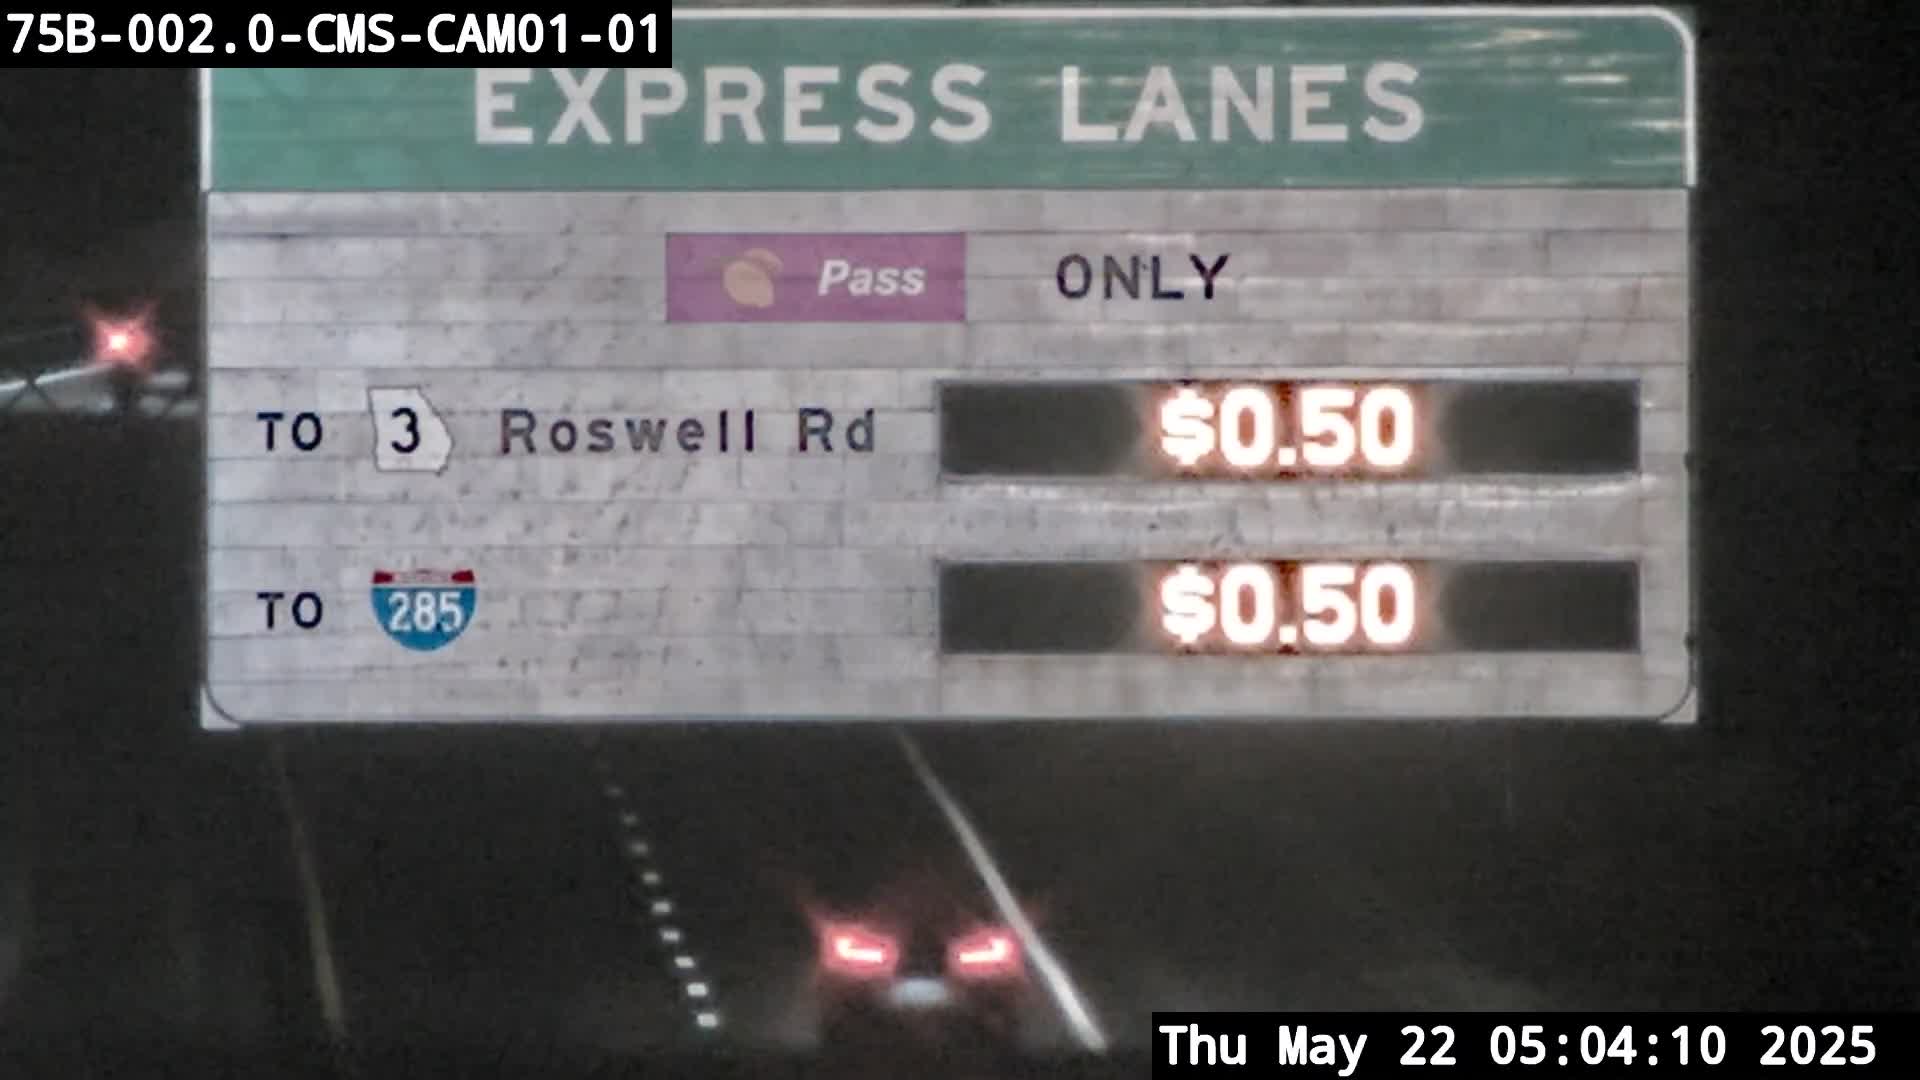 75B-002.0-CMS-CAM01-01
EXPRESS LANES
Pass ONLY
TO 3 Roswell Rd $0.50
TO 285 $0.50
Thu May 22 05:04:10 2025